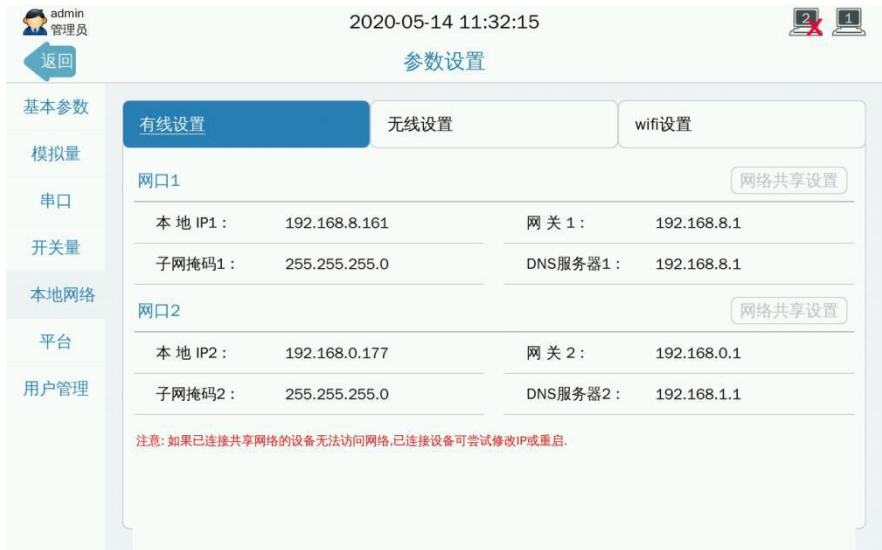 admin
管理员
2020-05-14 11:32:15
2
1
返回
参数设置
基本参数
模拟量
串口
开关量
本地网络
平台
用户管理
有线设置
无线设置
wifi设置
网口1
网络共享设置
本 地 IP1： 192.168.8.161 网 关 1： 192.168.8.1
子网掩码1： 255.255.255.0 DNS服务器1： 192.168.8.1
网口2
网络共享设置
本 地 IP2： 192.168.0.177 网 关 2： 192.168.0.1
子网掩码2： 255.255.255.0 DNS服务器2： 192.168.1.1
注意: 如果已连接共享网络的设备无法访问网络,已连接设备可尝试修改IP或重启.